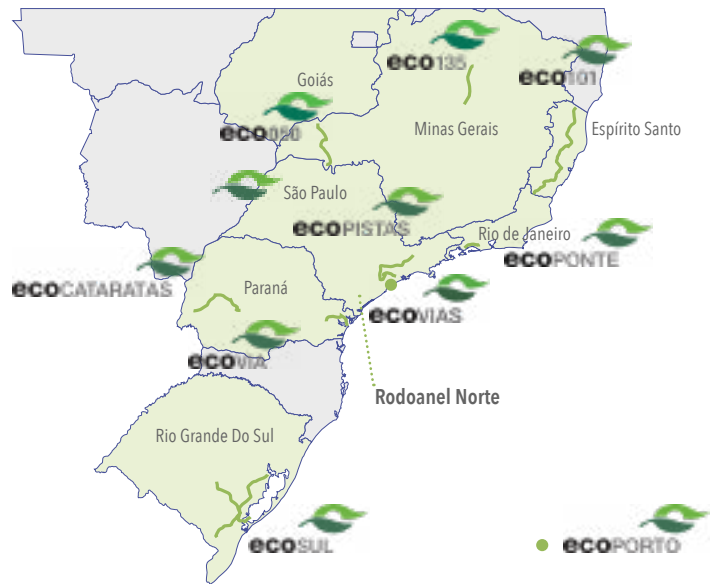 eco135
eco101
Goiás
eco050
Minas Gerais
Espírito Santo
São Paulo
ecoPISTAS
Rio de Janeiro
ecoPONTE
ecoCATARATAS
Paraná
ecoVIAS
ecoVIA
Rodoanel Norte
Rio Grande Do Sul
ecoSUL
ecoPORTO